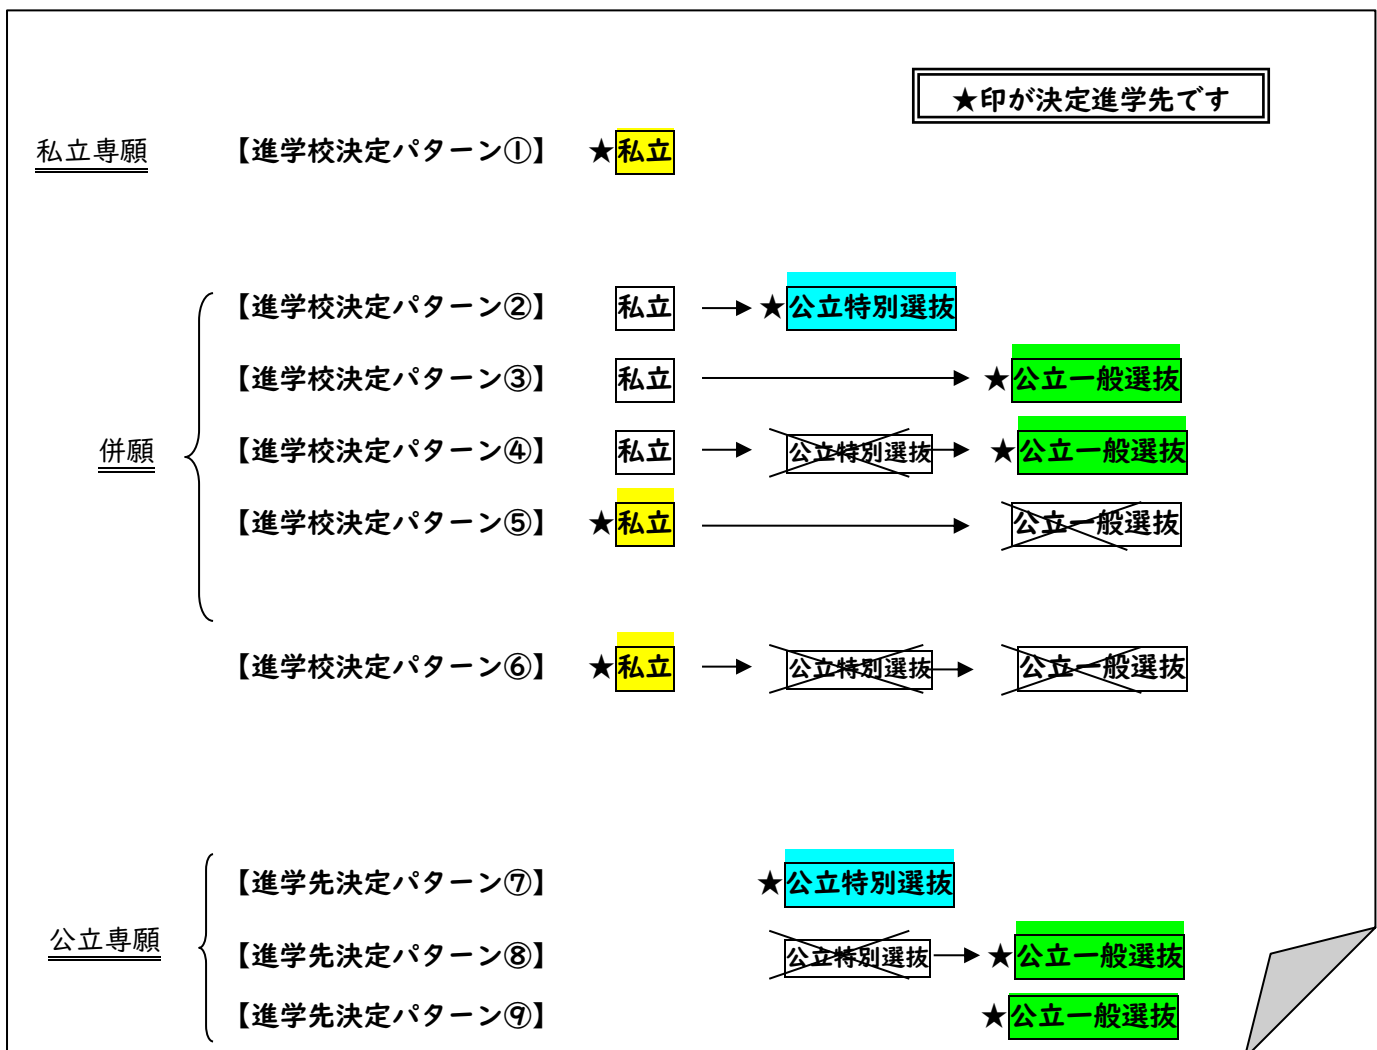 ★印が決定進学先です
私立専願 【進学校決定パターン①】 ★私立
【進学校決定パターン②】 私立 ★公立特別選抜
【進学校決定パターン③】 私立 ★公立一般選抜
併願 【進学校決定パターン④】 私立 公立特別選抜 ★公立一般選抜
【進学校決定パターン⑤】 ★私立 公立一般選抜
【進学校決定パターン⑥】 ★私立 公立特別選抜 公立一般選抜
【進学先決定パターン⑦】 ★公立特別選抜
公立専願 【進学先決定パターン⑧】 公立特別選抜 ★公立一般選抜
【進学先決定パターン⑨】 ★公立一般選抜